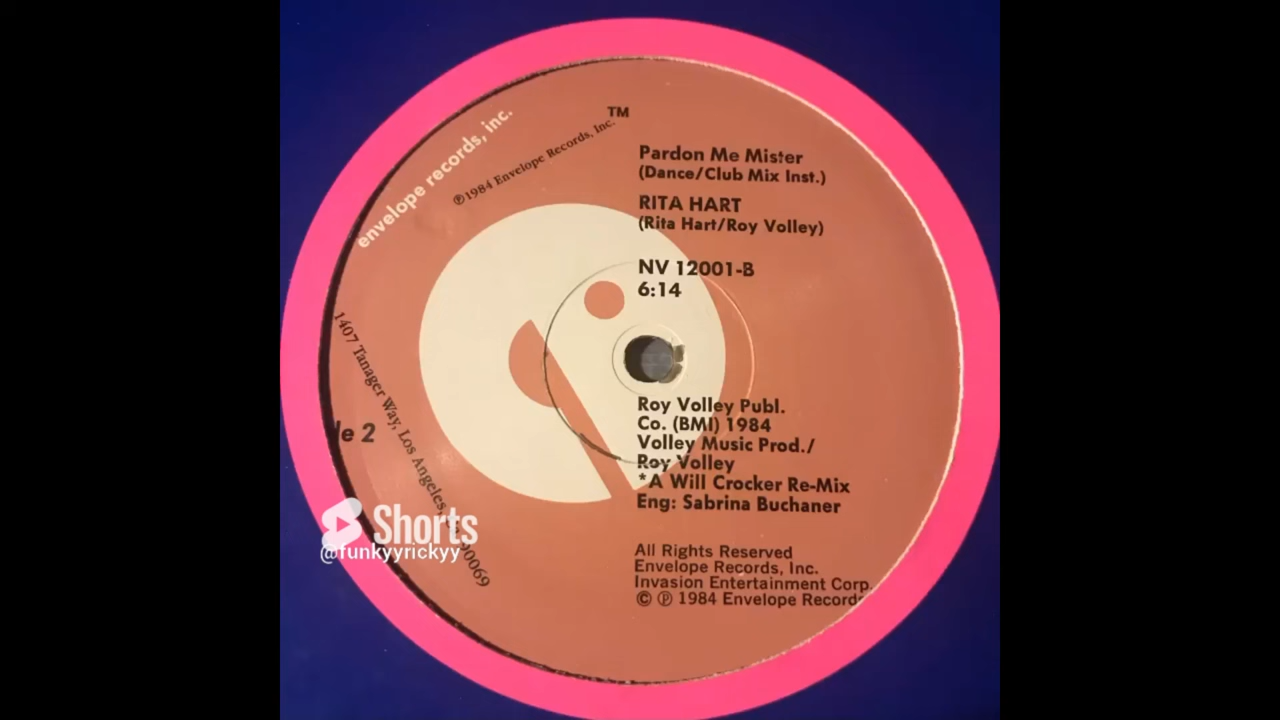 envelope records, inc.
TM
℗1984 Envelope Records, Inc.
Pardon Me Mister
(Dance/Club Mix Inst.)
RITA HART
(Rita Hart/Roy Volley)
NV 12001-B
6:14
1407 Tanager Way, Los Angeles, 90069
2
Roy Volley Publ.
Co. (BMI) 1984
Volley Music Prod./
Roy Volley
*A Will Crocker Re-Mix
Eng: Sabrina Buchaner
Shorts
@funkyyrickyy
All Rights Reserved
Envelope Records, Inc.
Invasion Entertainment Corp.
© ℗ 1984 Envelope Records